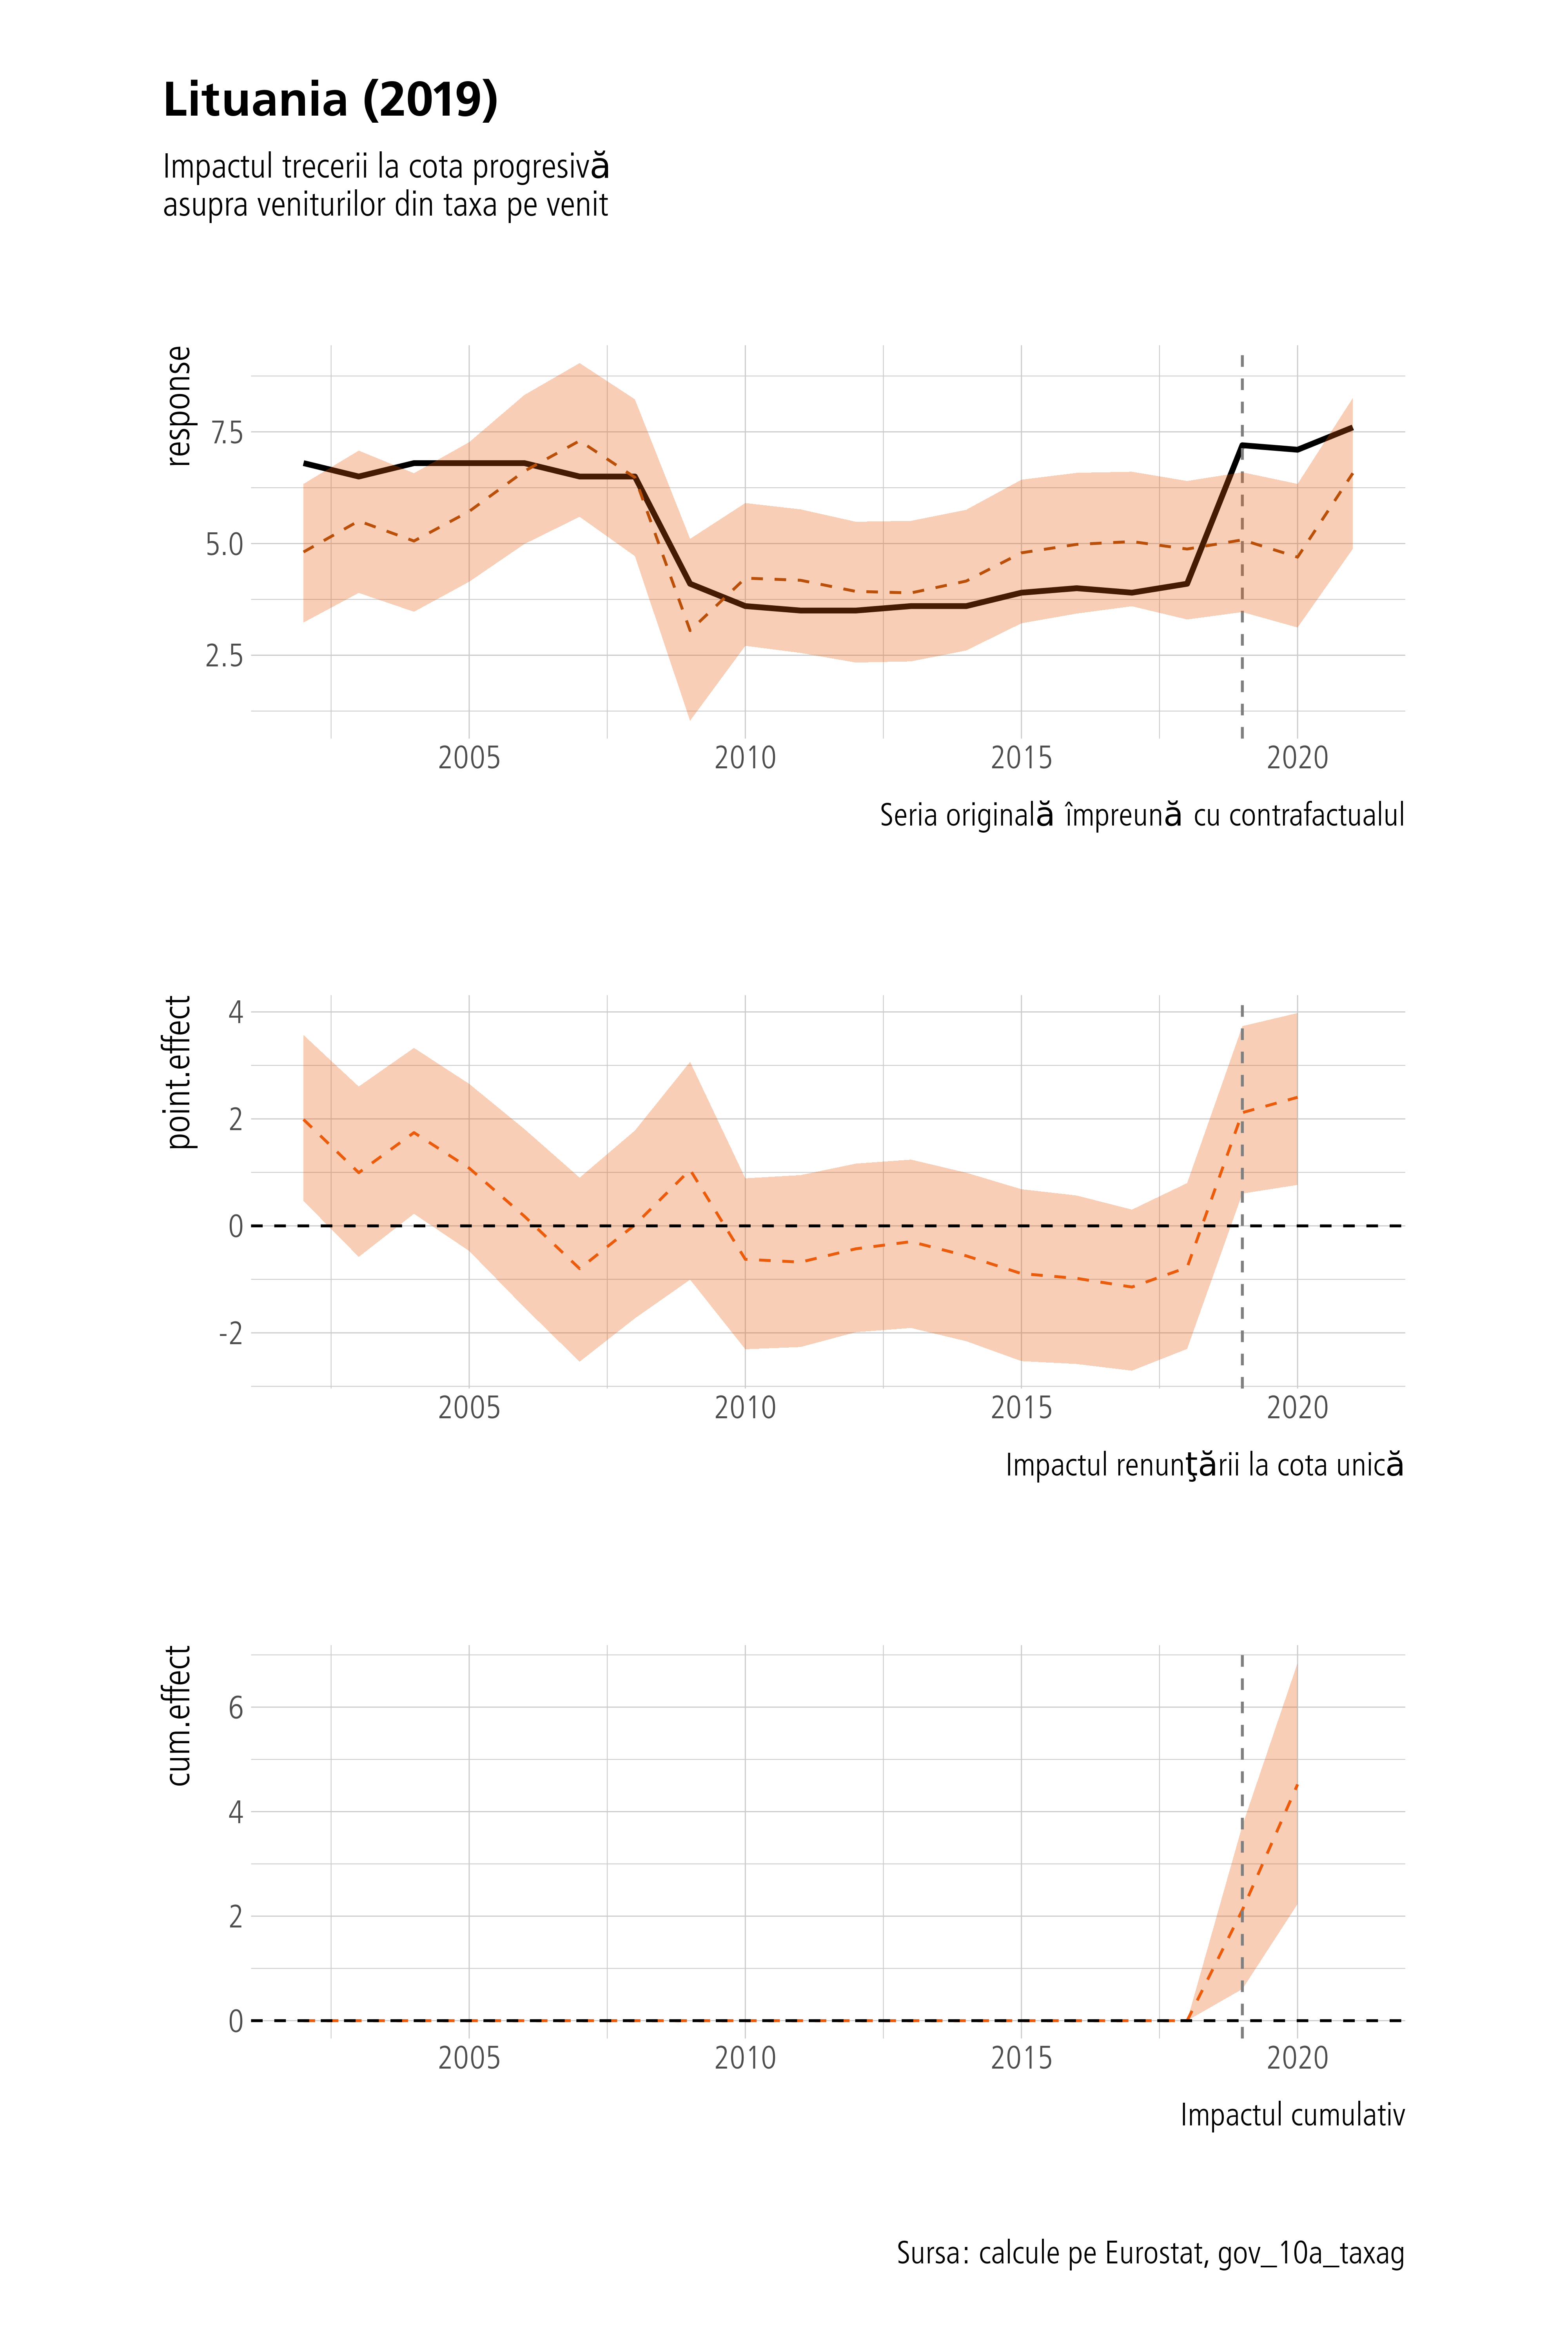 Lituania (2019)
Impactul trecerii la cota progresivă
asupra veniturilor din taxa pe venit
response
7.5
5.0
2.5
2005 2010 2015 2020
Seria originală împreună cu contrafactualul
point.effect
4
2
0
-2
2005 2010 2015 2020
Impactul renunţării la cota unică
cum.effect
6
4
2
0
2005 2010 2015 2020
Impactul cumulativ
Sursa: calcule pe Eurostat, gov_10a_taxag